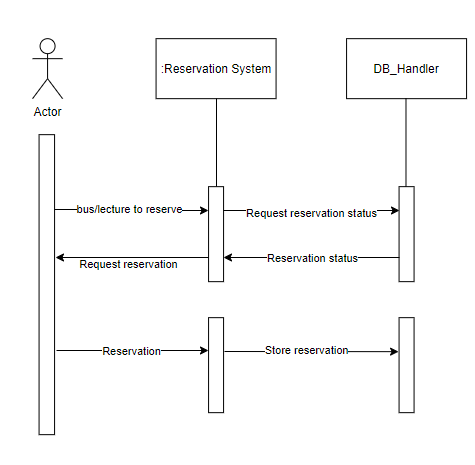 :Reservation System
DB_Handler
Actor
bus/lecture to reserve
Request reservation status
Request reservation
Reservation status
Reservation
Store reservation